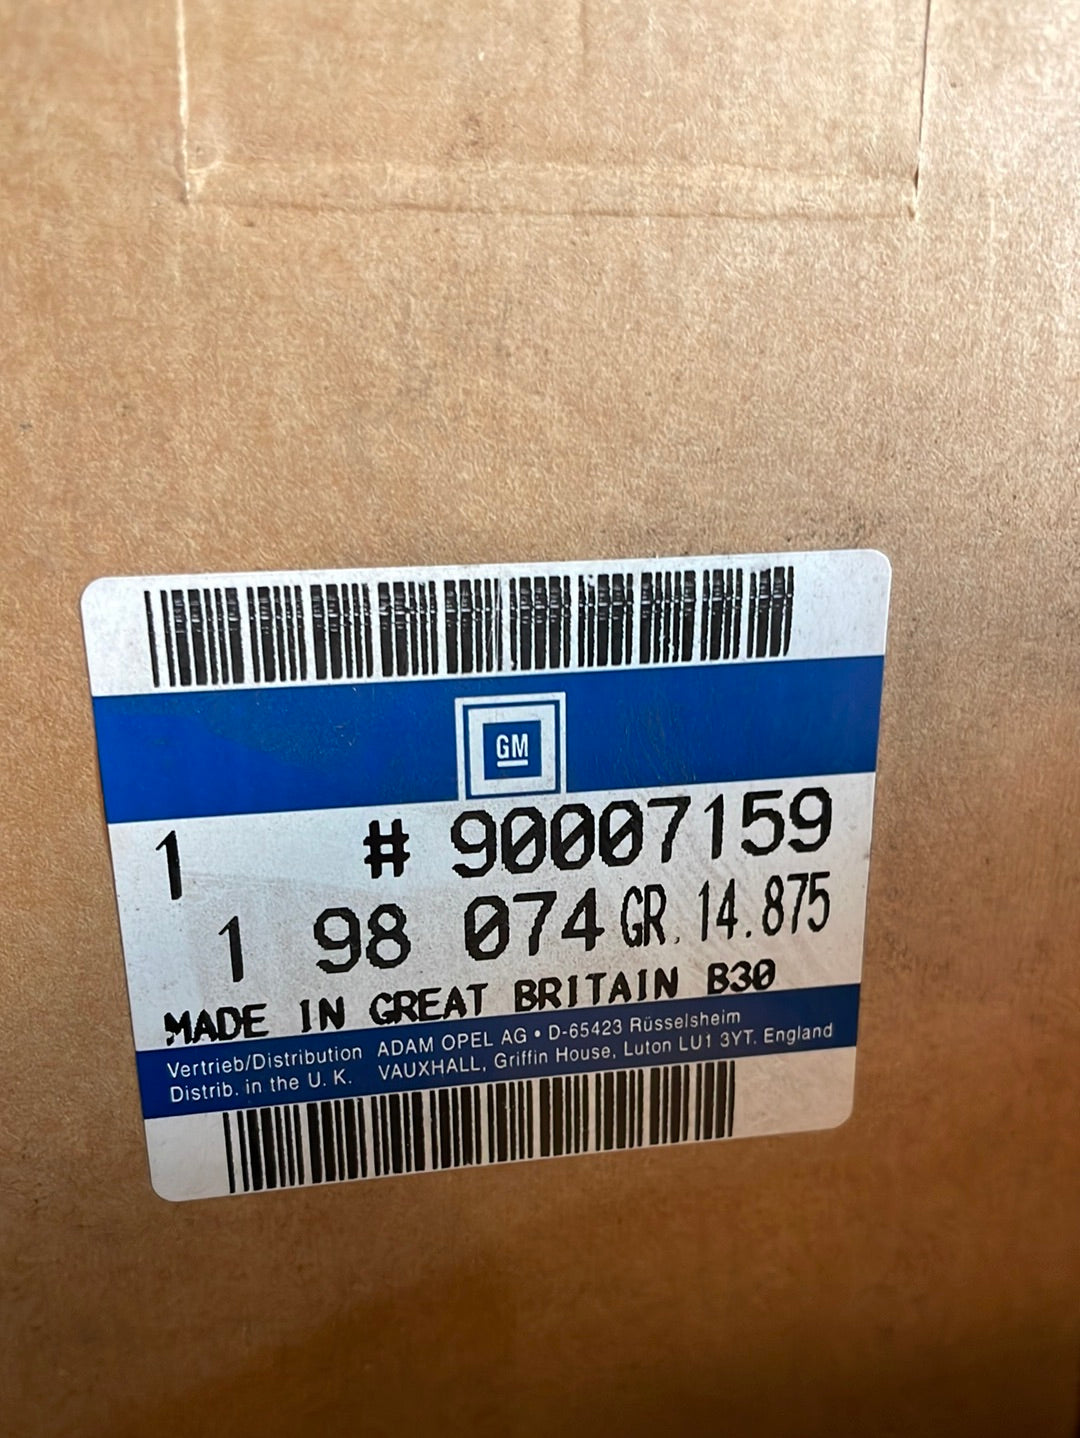 GM
1 # 90007159
1 98 074 GR. 14.875
MADE IN GREAT BRITAIN B30
Vertrieb/Distribution ADAM OPEL AG • D-65423 Rüsselsheim
Distrib. in the U. K. VAUXHALL, Griffin House, Luton LU1 3YT. England